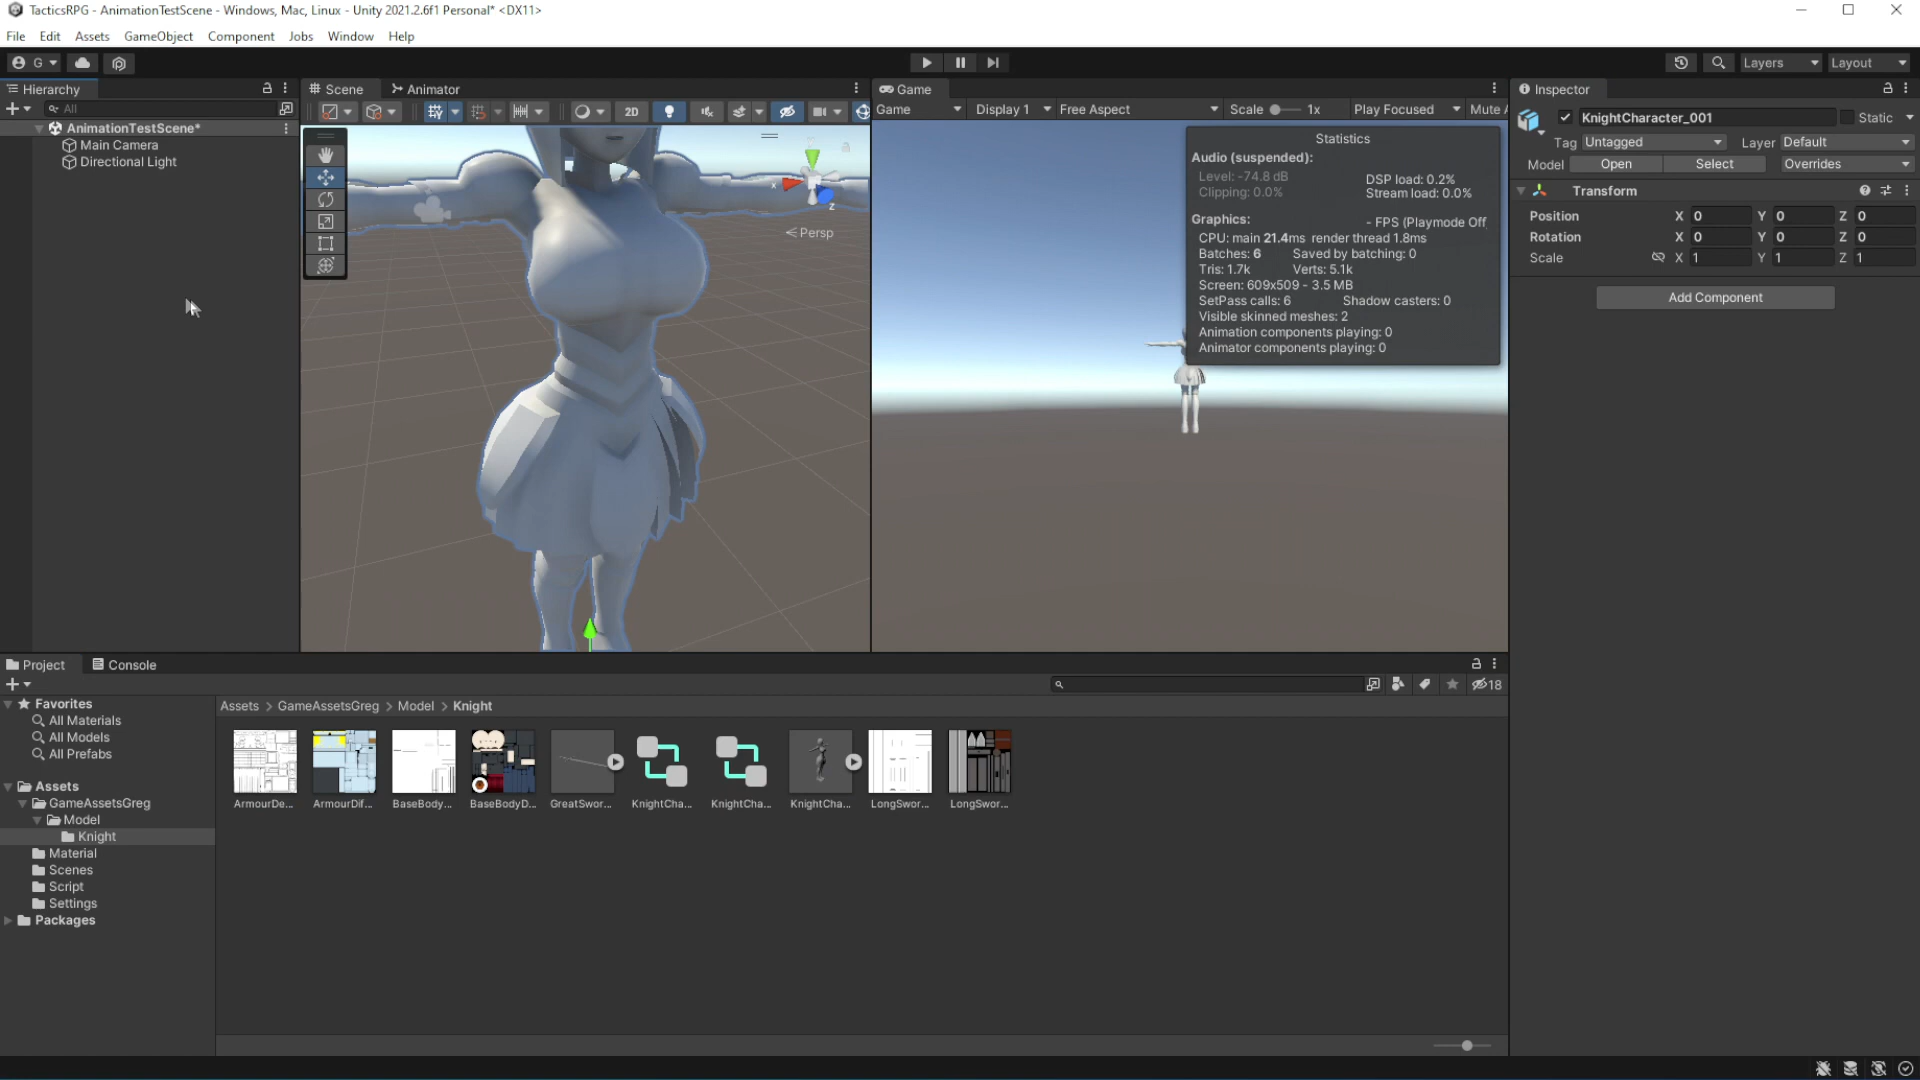 TacticsRPG - AnimationTestScene - Windows, Mac, Linux - Unity 2021.2.6f1 Personal* <DX11>
File Edit Assets GameObject Component Jobs Window Help
G Layers Layout
Hierarchy
All
AnimationTestScene*
Main Camera
Directional Light
Scene Animator
2D
Persp
x
z
Game
Game Display 1 Free Aspect Scale 1x Play Focused Mute A
Statistics
Audio (suspended):
Level: -74.8 dB DSP load: 0.2%
Clipping: 0.0% Stream load: 0.0%
Graphics: - FPS (Playmode Off
CPU: main 21.4ms render thread 1.8ms
Batches: 6 Saved by batching: 0
Tris: 1.7k Verts: 5.1k
Screen: 609x509 - 3.5 MB
SetPass calls: 6 Shadow casters: 0
Visible skinned meshes: 2
Animation components playing: 0
Animator components playing: 0
Inspector
KnightCharacter_001 Static
Tag Untagged Layer Default
Model Open Select Overrides
Transform
Position X 0 Y 0 Z 0
Rotation X 0 Y 0 Z 0
Scale X 1 Y 1 Z 1
Add Component
Project Console
18
Favorites
All Materials
All Models
All Prefabs
Assets
GameAssetsGreg
Model
Knight
Material
Scenes
Script
Settings
Packages
Assets > GameAssetsGreg > Model > Knight
ArmourDe... ArmourDif... BaseBody... BaseBodyD... GreatSwor... KnightCha... KnightCha... KnightCha... LongSwor... LongSwor...